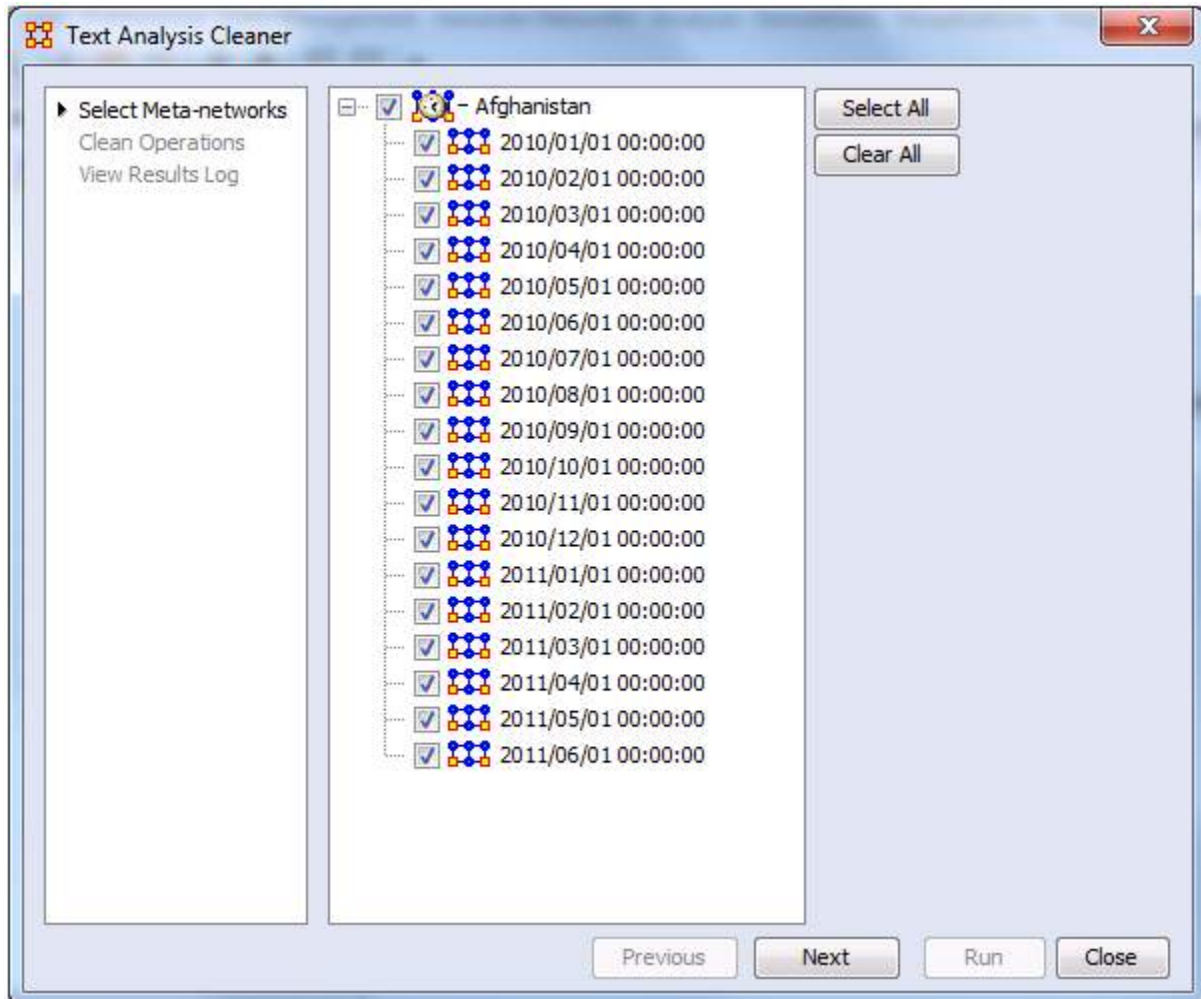 Text Analysis Cleaner
Select Meta-networks
Clean Operations
View Results Log
- Afghanistan
2010/01/01 00:00:00
2010/02/01 00:00:00
2010/03/01 00:00:00
2010/04/01 00:00:00
2010/05/01 00:00:00
2010/06/01 00:00:00
2010/07/01 00:00:00
2010/08/01 00:00:00
2010/09/01 00:00:00
2010/10/01 00:00:00
2010/11/01 00:00:00
2010/12/01 00:00:00
2011/01/01 00:00:00
2011/02/01 00:00:00
2011/03/01 00:00:00
2011/04/01 00:00:00
2011/05/01 00:00:00
2011/06/01 00:00:00
Select All
Clear All
Previous Next Run Close